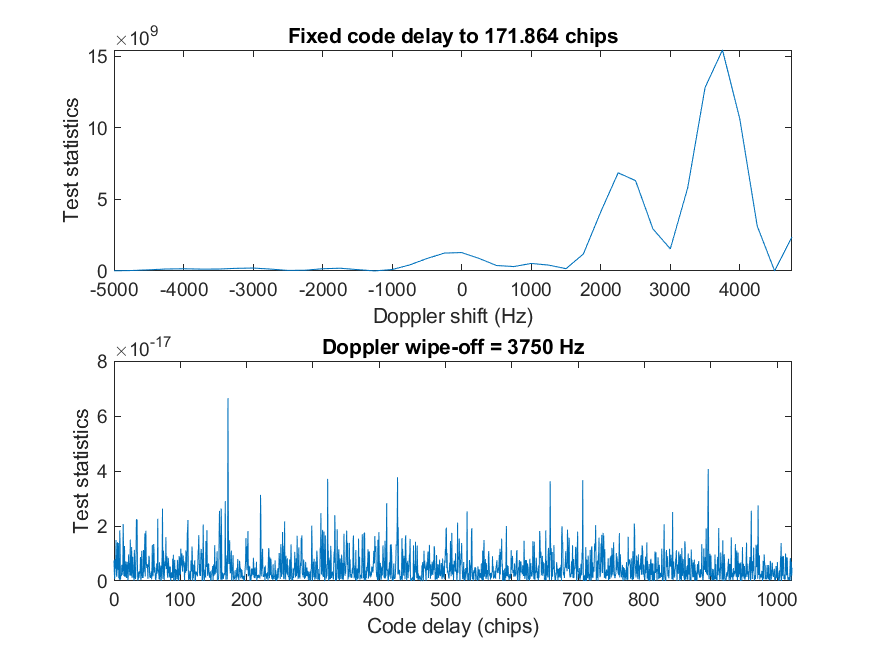 ×10^9
Fixed code delay to 171.864 chips
15
10
5
0
Test statistics
-5000 -4000 -3000 -2000 -1000 0 1000 2000 3000 4000
Doppler shift (Hz)
×10^-17
Doppler wipe-off = 3750 Hz
8
6
4
2
0
Test statistics
0 100 200 300 400 500 600 700 800 900 1000
Code delay (chips)